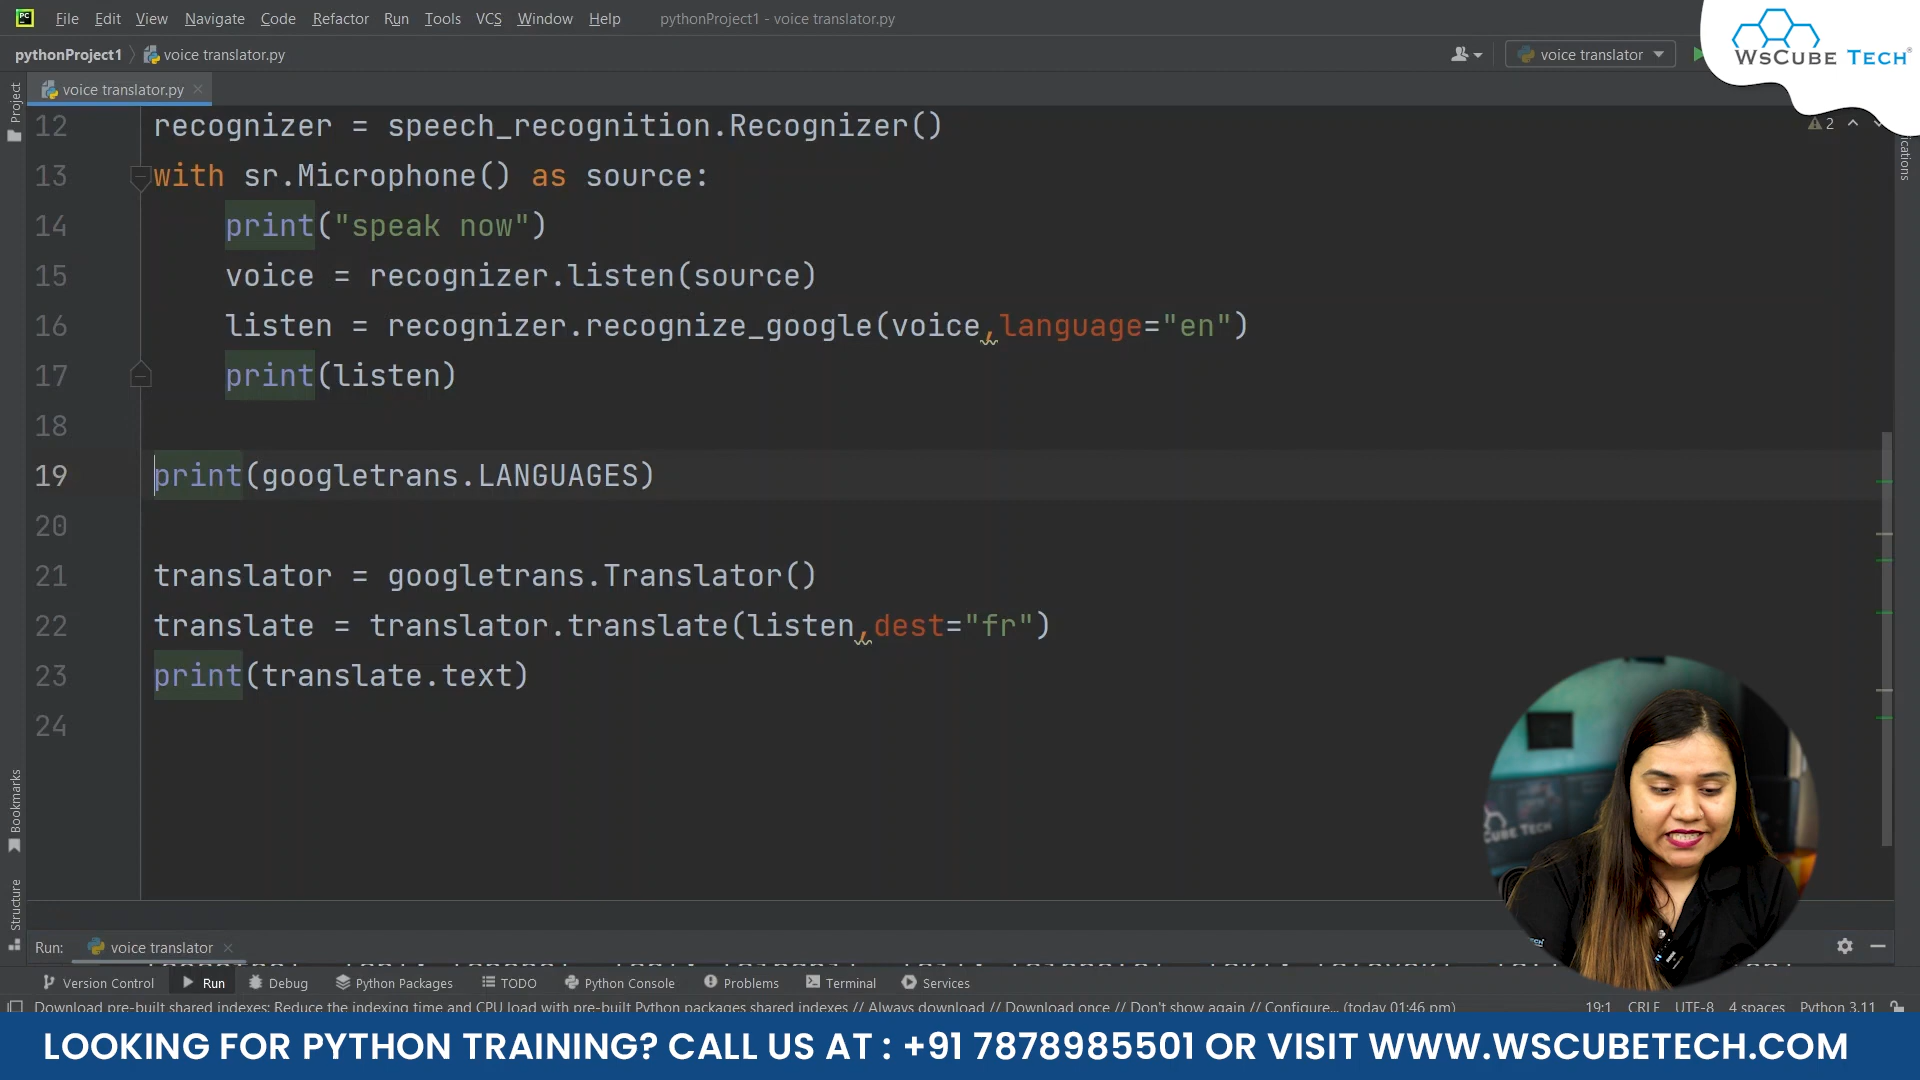 File Edit View Navigate Code Refactor Run Tools VCS Window Help pythonProject1 - voice translator.py
pythonProject1 voice translator.py voice translator
WsCube Tech
voice translator.py
Project
2
12 recognizer = speech_recognition.Recognizer()
13 with sr.Microphone() as source:
14 print("speak now")
15 voice = recognizer.listen(source)
16 listen = recognizer.recognize_google(voice,language="en")
17 print(listen)
18
19 print(googletrans.LANGUAGES)
20
21 translator = googletrans.Translator()
22 translate = translator.translate(listen,dest="fr")
23 print(translate.text)
24
Bookmarks
Structure
Run: voice translator
Version Control Run Debug Python Packages TODO Python Console Problems Terminal Services
Download pre-built shared indexes: Reduce the indexing time and CPU load with pre-built Python packages shared indexes // Always download // Download once // Don't show again // Configure... (today 01:46 pm) 19:1 CRLF UTF-8 4 spaces Python 3.11
LOOKING FOR PYTHON TRAINING? CALL US AT : +91 7878985501 OR VISIT WWW.WSCUBETECH.COM